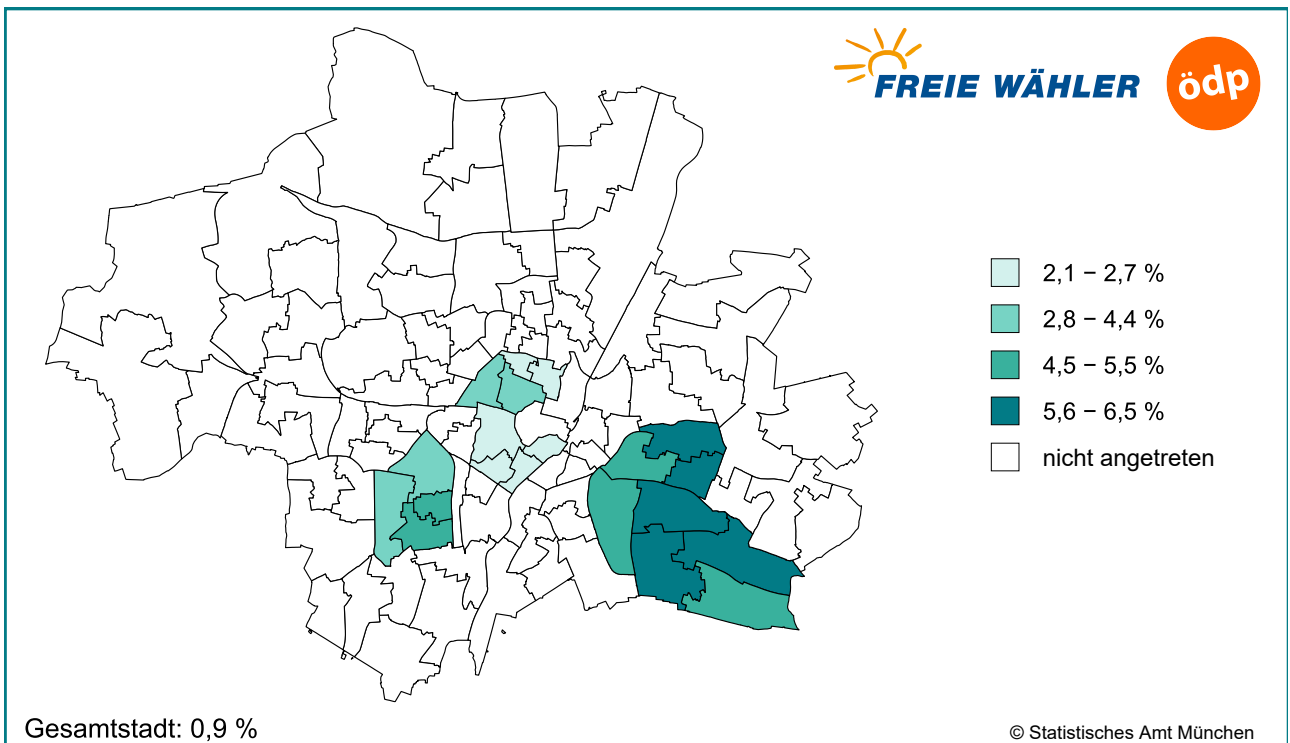 FREIE WÄHLER
ödp
2,1 − 2,7 %
2,8 − 4,4 %
4,5 − 5,5 %
5,6 − 6,5 %
nicht angetreten
Gesamtstadt: 0,9 %
© Statistisches Amt München